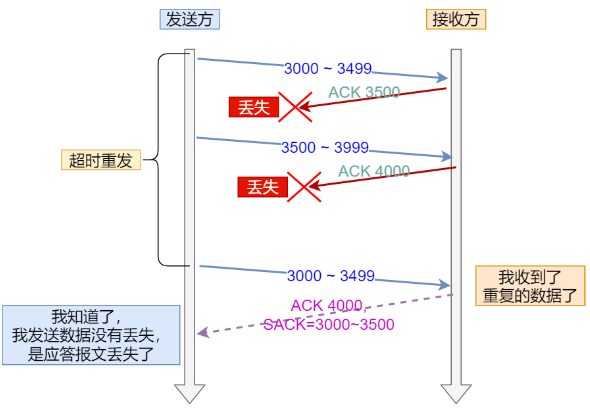 发送方
接收方
3000 ~ 3499
ACK 3500
丢失
3500 ~ 3999
超时重发
ACK 4000
丢失
3000 ~ 3499
我收到了
重复的数据了
ACK 4000,
SACK=3000~3500
我知道了，
我发送数据没有丢失，
是应答报文丢失了